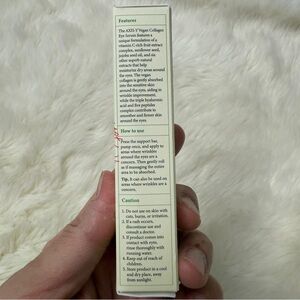 Features
The AXIS-Y Vegan Collagen
Eye Serum features a
unique formulation of a
vitamin C-rich fruit extract
complex, sunflower seed,
jojoba seed oil, and six
other superb natural
extracts that help
moisturize dry areas around
the eyes. The vegan
collagen is gently absorbed
into the sensitive skin
around the eyes, aiding in
wrinkle improvement,
while the triple hyaluronic
acid and five peptides
complex contribute to
smoother and firmer skin
around the eyes.
How to use
Press the support bar,
pump once, and apply to
areas where wrinkles
around the eyes are a
concern. Then gently roll
as if massaging the entire
area to be absorbed.
Tip. It can also be used on
areas where wrinkles are a
concern.
Caution
1. Do not use on skin with
cuts, burns, or irritation.
2. If a rash occurs,
discontinue use and
consult a doctor.
3. If product comes into
contact with eyes,
rinse thoroughly with
running water.
4. Keep out of reach of
children.
5. Store product in a cool
and dry place, away
from sunlight.